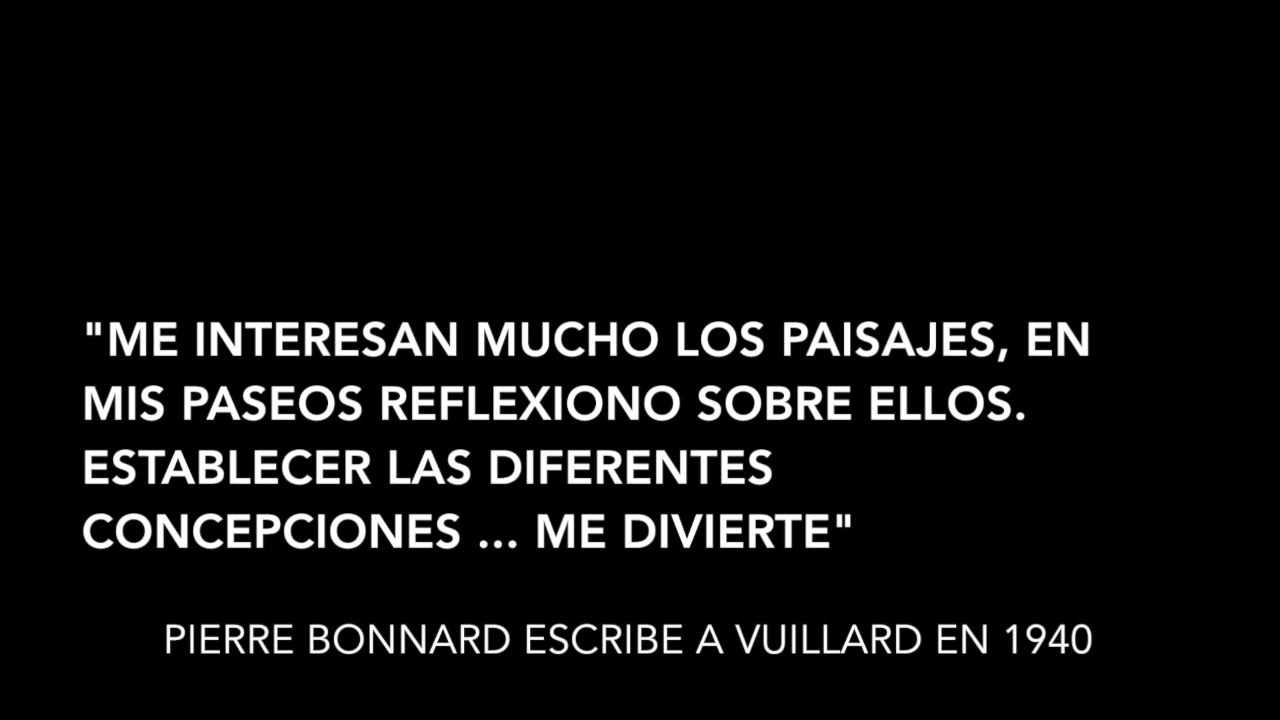 "ME INTERESAN MUCHO LOS PAISAJES, EN
MIS PASEOS REFLEXIONO SOBRE ELLOS.
ESTABLECER LAS DIFERENTES
CONCEPCIONES ... ME DIVIERTE"
PIERRE BONNARD ESCRIBE A VUILLARD EN 1940